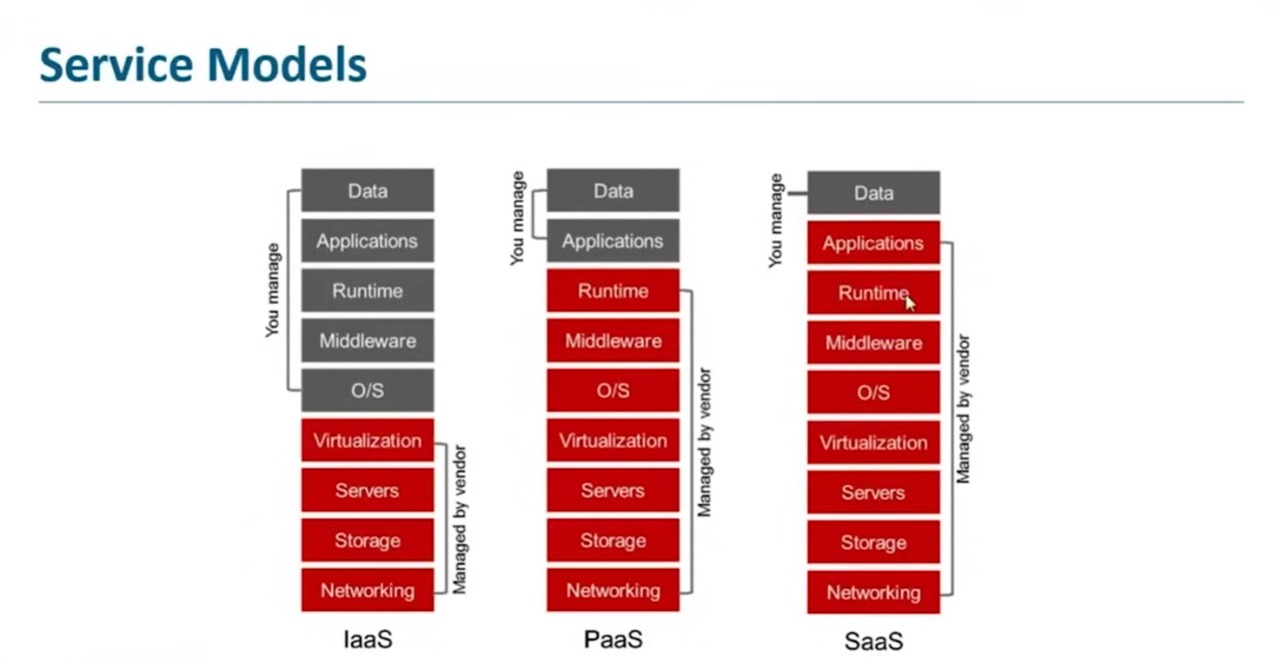 Service Models
You manage
Data
Applications
Runtime
Middleware
O/S
Virtualization
Servers
Storage
Networking
Managed by vendor
IaaS
You manage
Data
Applications
Runtime
Middleware
O/S
Virtualization
Servers
Storage
Networking
Managed by vendor
PaaS
You manage
Data
Applications
Runtime
Middleware
O/S
Virtualization
Servers
Storage
Networking
Managed by vendor
SaaS